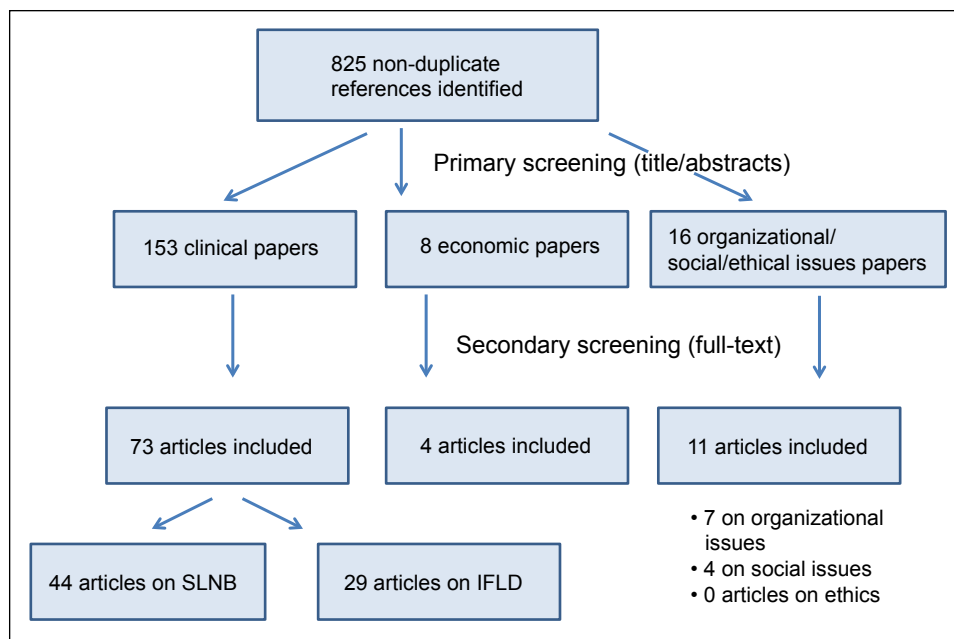 825 non-duplicate
references identified
Primary screening (title/abstracts)
153 clinical papers
8 economic papers
16 organizational/
social/ethical issues papers
Secondary screening (full-text)
73 articles included
4 articles included
11 articles included
• 7 on organizational
issues
• 4 on social issues
• 0 articles on ethics
44 articles on SLNB
29 articles on IFLD